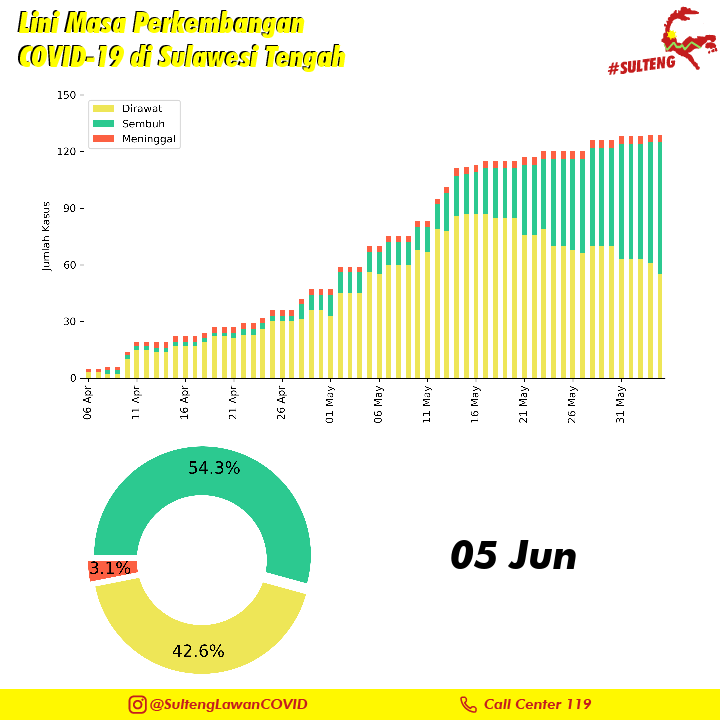 Lini Masa Perkembangan
COVID-19 di Sulawesi Tengah
#SULTENG
150
120
90
60
30
0
Jumlah Kasus
Dirawat
Sembuh
Meninggal
06 Apr
11 Apr
16 Apr
21 Apr
26 Apr
01 May
06 May
11 May
16 May
21 May
26 May
31 May
54.3%
3.1%
42.6%
05 Jun
@SultengLawanCOVID
Call Center 119